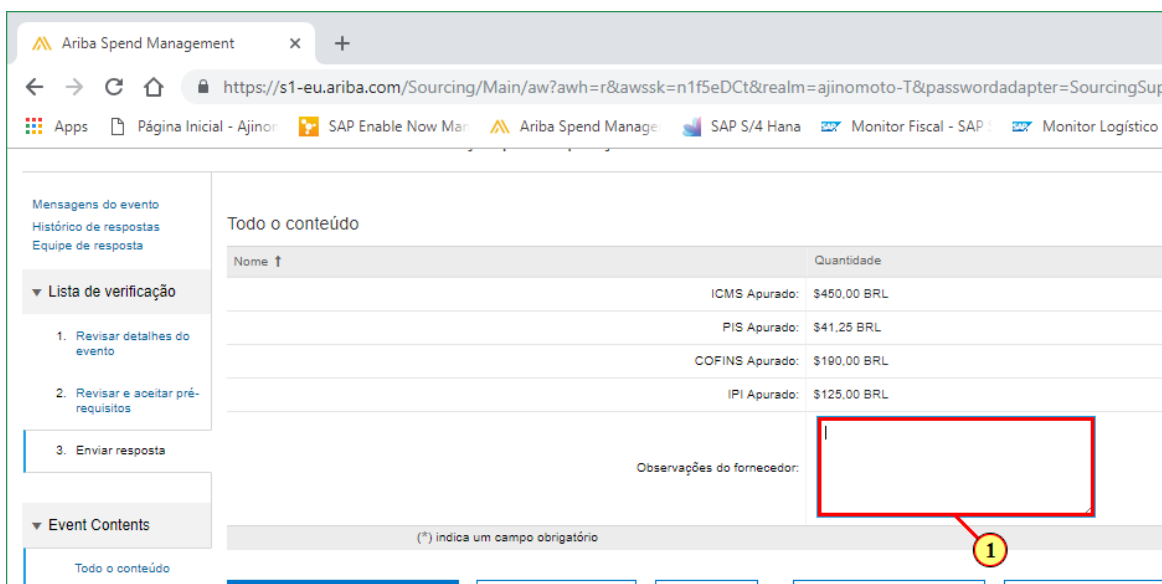 Ariba Spend Management
https://s1-eu.ariba.com/Sourcing/Main/aw?awh=r&awssk=n1f5eDCt&realm=ajinomoto-T&passwordadapter=SourcingSup
Apps Página Inicial - Ajinon SAP Enable Now Man Ariba Spend Manage SAP S/4 Hana Monitor Fiscal - SAP Monitor Logístico
Mensagens do evento
Histórico de respostas
Equipe de resposta
Lista de verificação
1. Revisar detalhes do
evento
2. Revisar e aceitar pré-
requisitos
3. Enviar resposta
Event Contents
Todo o conteúdo
Todo o conteúdo
Nome ↑ Quantidade
ICMS Apurado: $450,00 BRL
PIS Apurado: $41,25 BRL
COFINS Apurado: $190,00 BRL
IPI Apurado: $125,00 BRL
Observações do fornecedor:
(*) indica um campo obrigatório
1